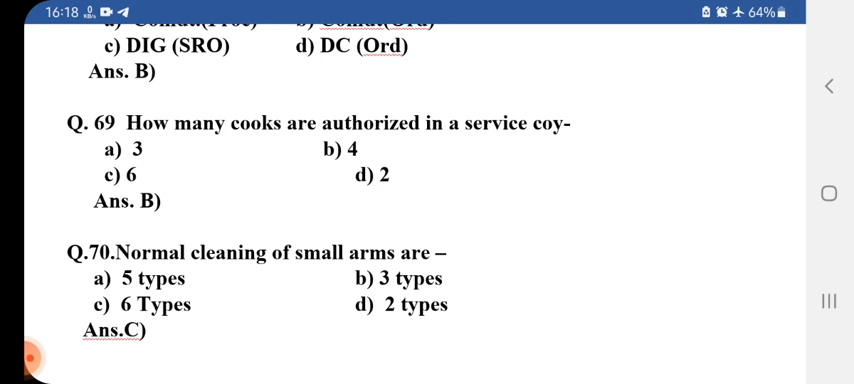 16:18 0 KB/s 64%
c) DIG (SRO) d) DC (Ord)
Ans. B)
Q. 69 How many cooks are authorized in a service coy-
a) 3 b) 4
c) 6 d) 2
Ans. B)
Q.70.Normal cleaning of small arms are –
a) 5 types b) 3 types
c) 6 Types d) 2 types
Ans.C)